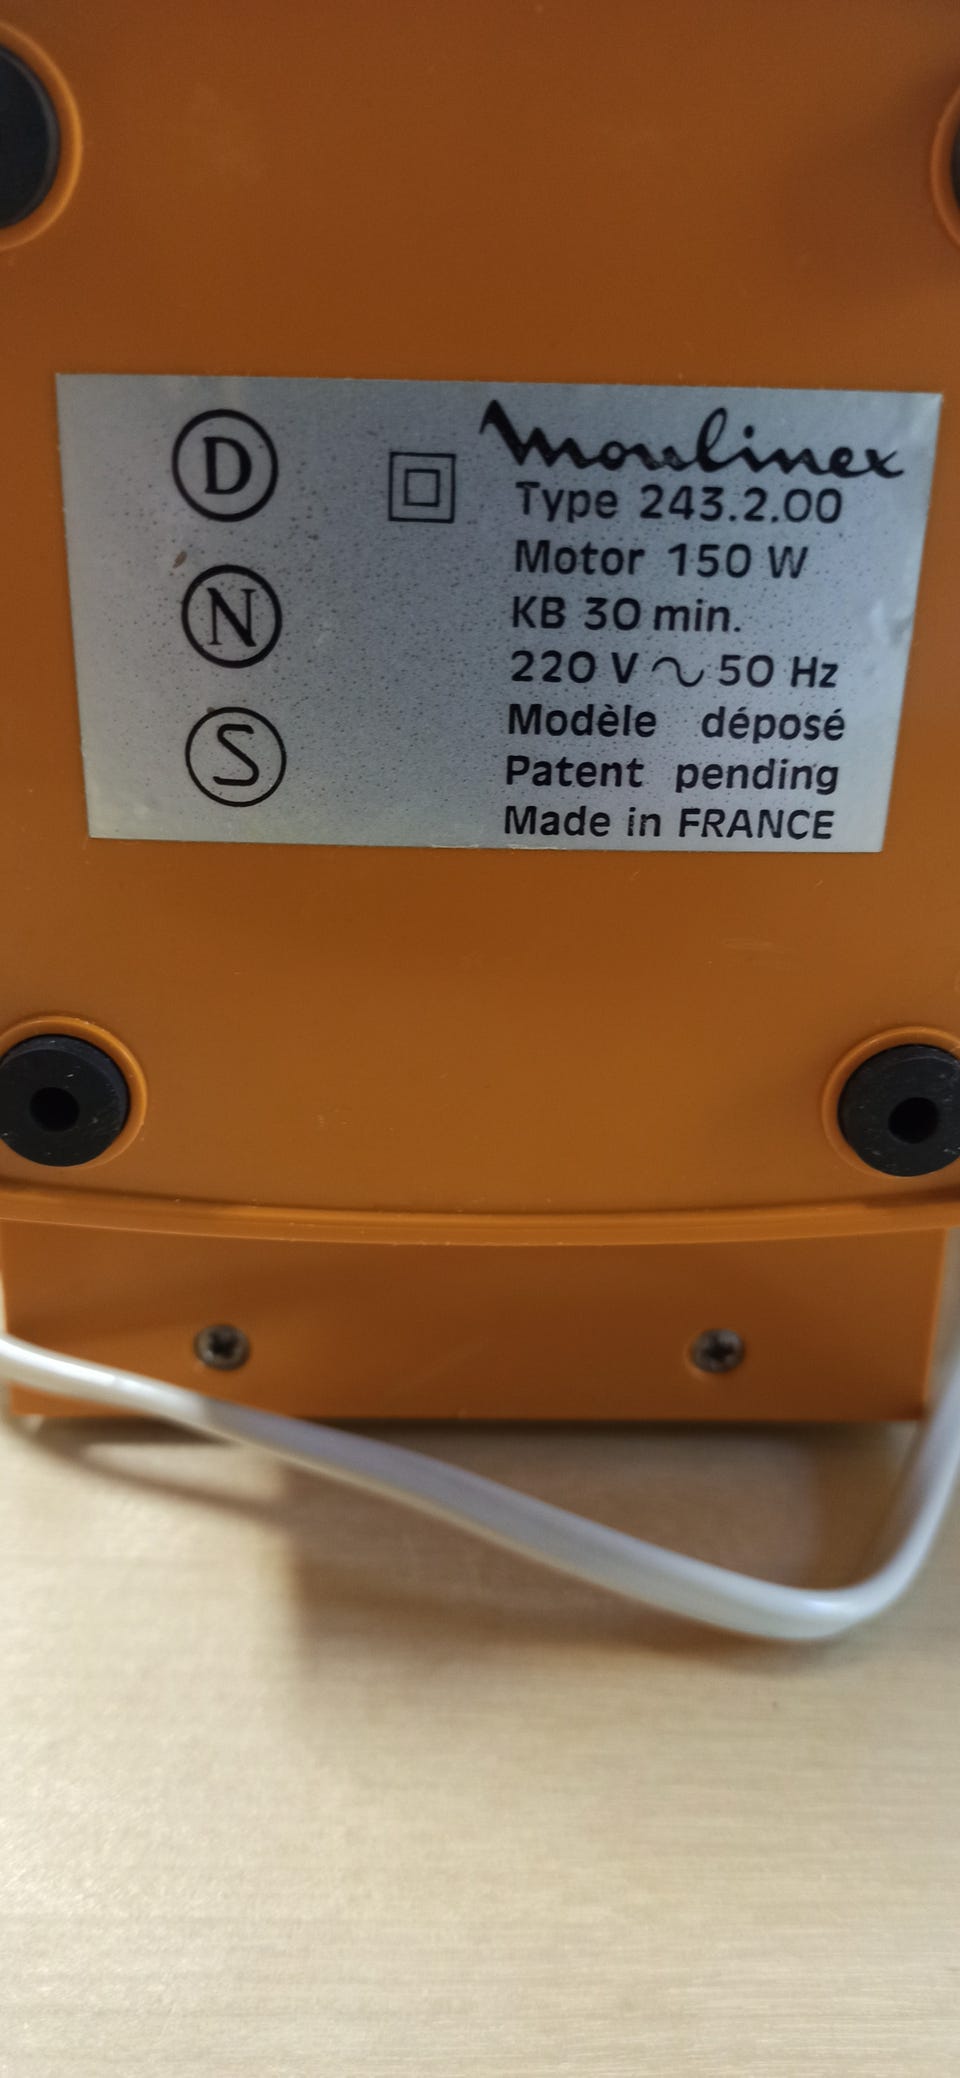 D
N
S
Moulinex
Type 243.2.00
Motor 150 W
KB 30 min.
220 V ~ 50 Hz
Modèle déposé
Patent pending
Made in FRANCE